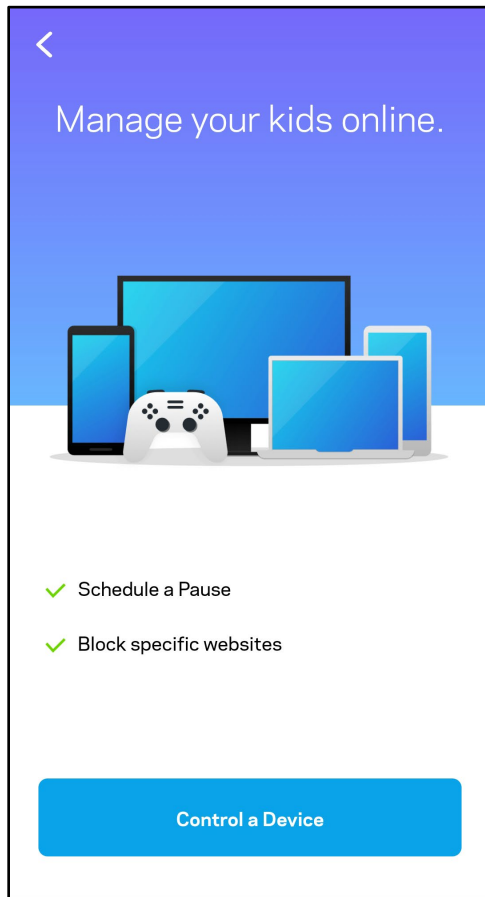 Manage your kids online.
Schedule a Pause
Block specific websites
Control a Device